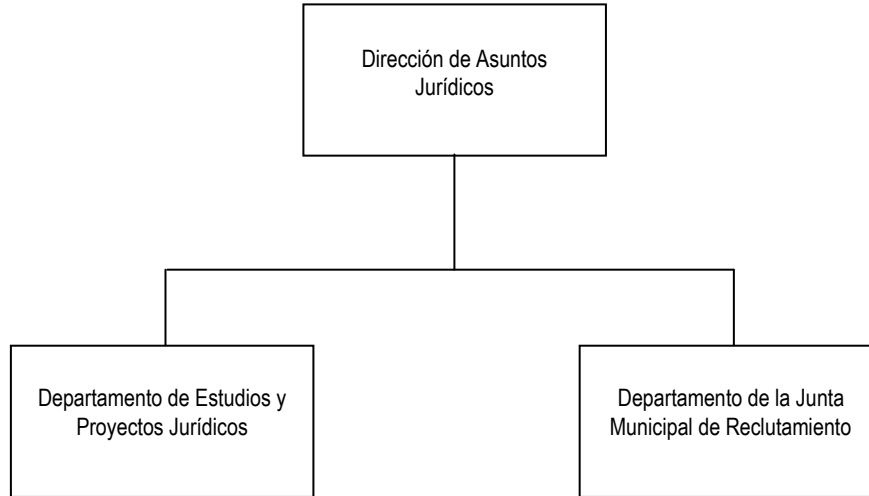 Dirección de Asuntos
Jurídicos
Departamento de Estudios y
Proyectos Jurídicos
Departamento de la Junta
Municipal de Reclutamiento